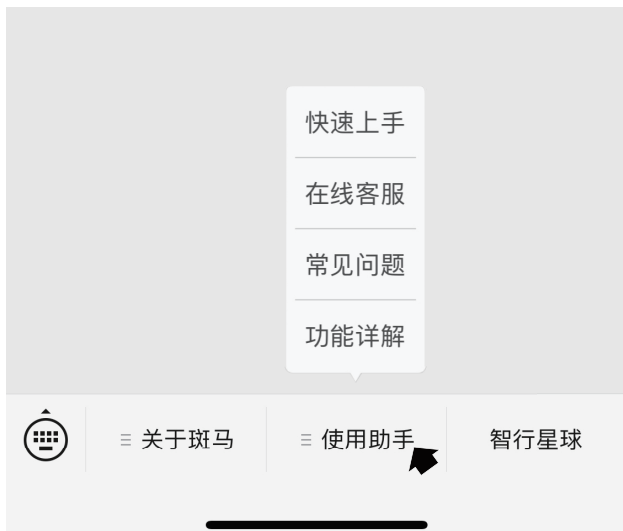 快速上手
在线客服
常见问题
功能详解
关于斑马
使用助手
智行星球